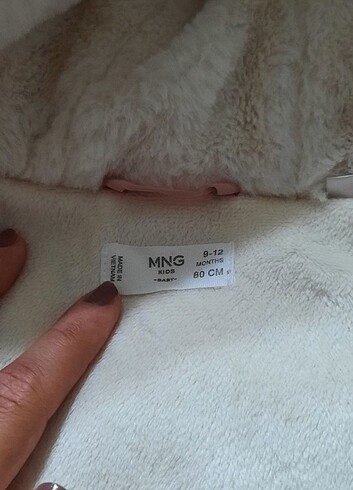 MADE IN
VIETNAM
MNG
KIDS
"BABY"
9-12
MONTHS
80 CM